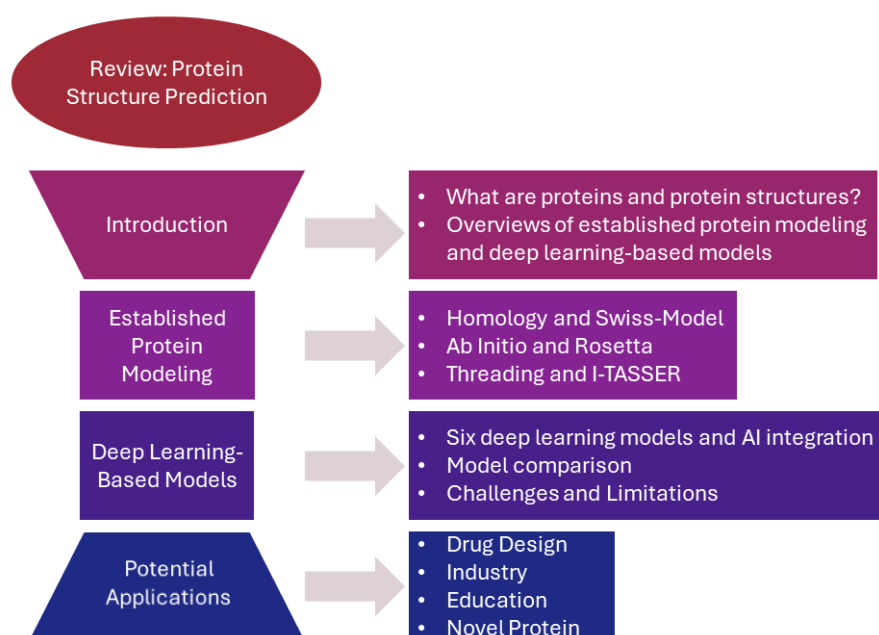 Review: Protein
Structure Prediction
Introduction
• What are proteins and protein structures?
• Overviews of established protein modeling
and deep learning-based models
Established
Protein
Modeling
• Homology and Swiss-Model
• Ab Initio and Rosetta
• Threading and I-TASSER
Deep Learning-
Based Models
• Six deep learning models and AI integration
• Model comparison
• Challenges and Limitations
Potential
Applications
• Drug Design
• Industry
• Education
• Novel Protein